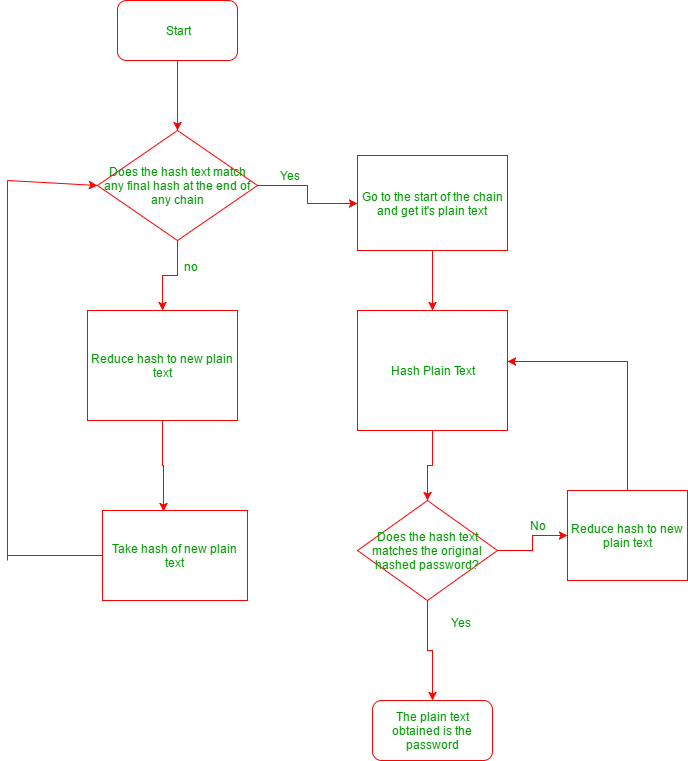 Start
Does the hash text match
any final hash at the end of
any chain
Yes
Go to the start of the chain
and get it's plain text
no
Reduce hash to new plain
text
Hash Plain Text
Take hash of new plain
text
Does the hash text
matches the original
hashed password?
No
Reduce hash to new
plain text
Yes
The plain text
obtained is the
password